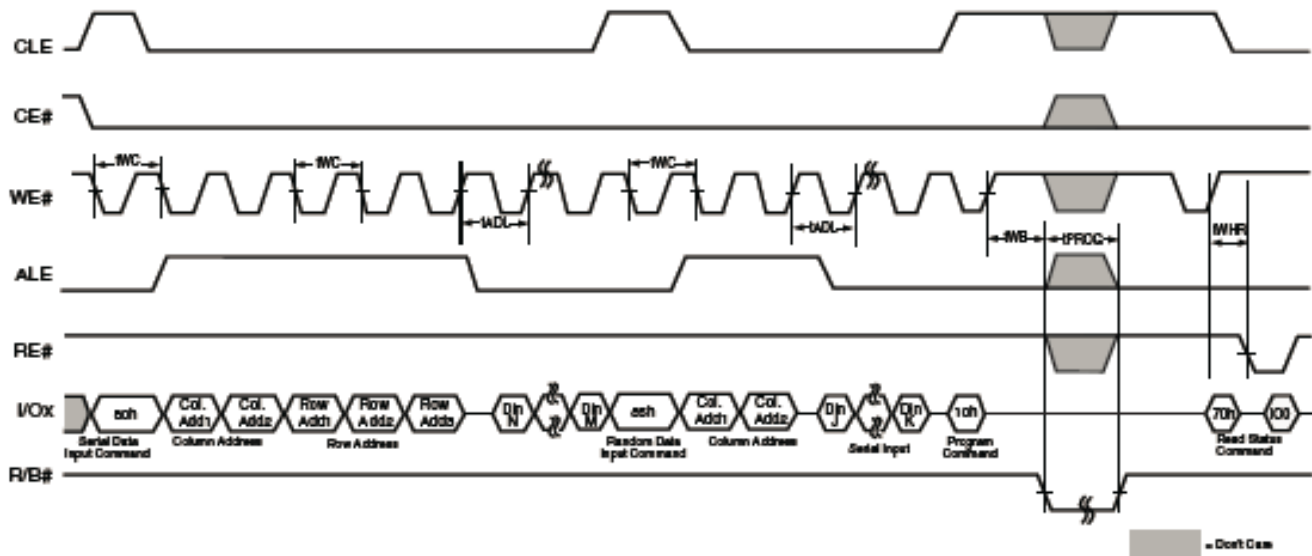 CLE
CE#
tWC tWC tWC
WE#
tADL tADL
tWB tPROG tWHR
ALE
RE#
I/Ox
80h Col. Add1 Col. Add2 Row Add1 Row Add2 Row Add3 Din N Din M 85h Col. Add1 Col. Add2 Din J Din K 10h 70h I/O0
Serial Data Input Command Column Address Row Address Random Data Input Command Column Address Serial Input Program Command Read Status Command
R/B#
= Don't Care